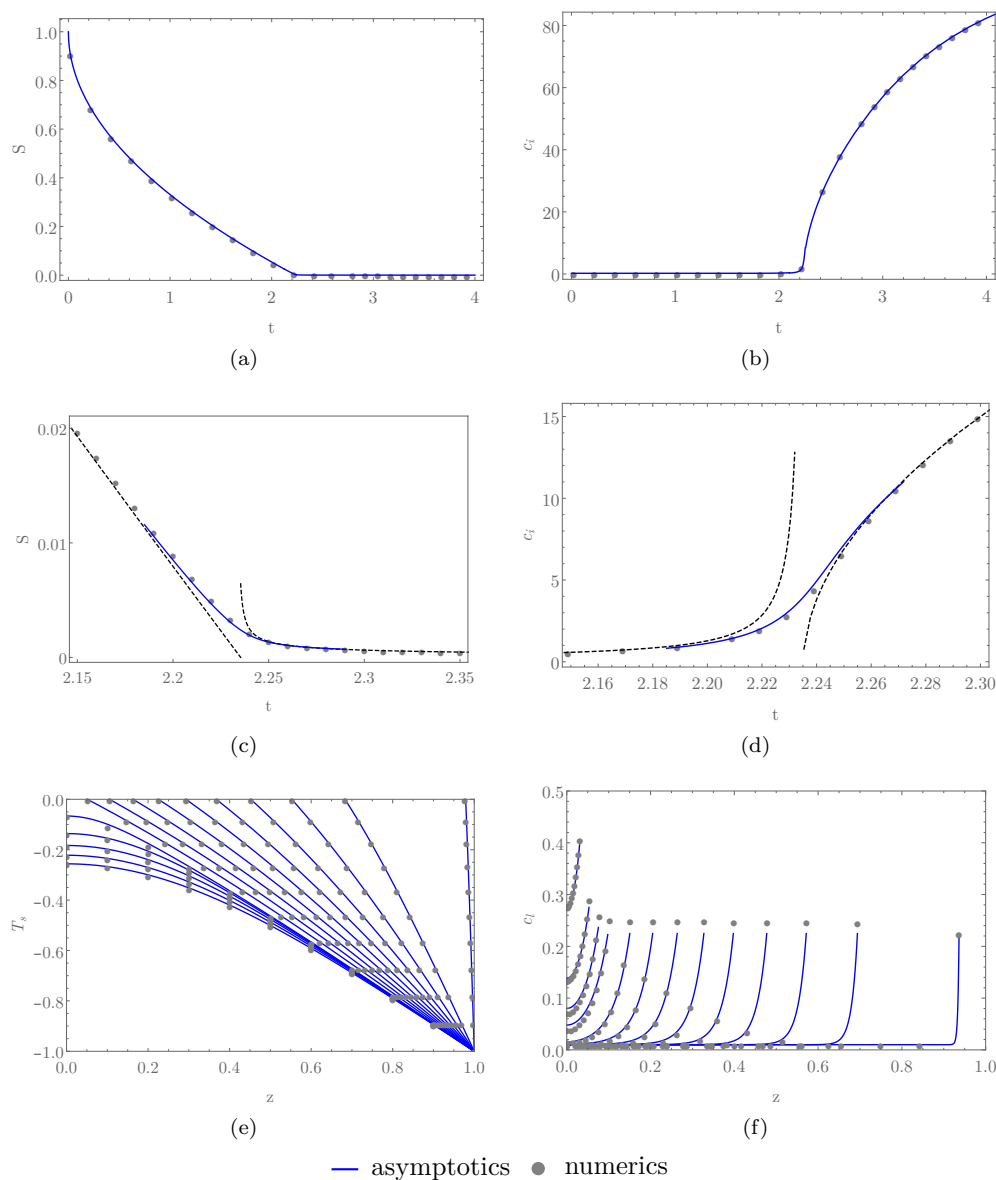 1.0
0.8
0.6
0.4
0.2
0.0
S
0 1 2 3 4
t
(a)
80
60
40
20
0
c_i
0 1 2 3 4
t
(b)
0.02
0.01
0
S
2.15 2.2 2.25 2.3 2.35
t
(c)
15
10
5
0
c_i
2.16 2.18 2.20 2.22 2.24 2.26 2.28 2.30
t
(d)
0.0
−0.2
−0.4
−0.6
−0.8
−1.0
T_s
0.0 0.2 0.4 0.6 0.8 1.0
z
(e)
0.5
0.4
0.3
0.2
0.1
0.0
c_l
0.0 0.2 0.4 0.6 0.8 1.0
z
(f)
asymptotics numerics